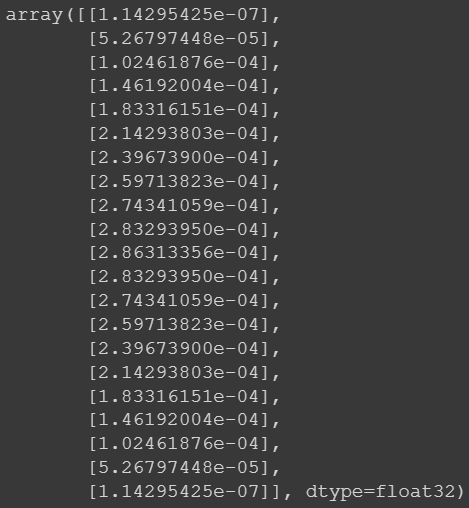 array([[1.14295425e-07],
[5.26797448e-05],
[1.02461876e-04],
[1.46192004e-04],
[1.83316151e-04],
[2.14293803e-04],
[2.39673900e-04],
[2.59713823e-04],
[2.74341059e-04],
[2.83293950e-04],
[2.86313356e-04],
[2.83293950e-04],
[2.74341059e-04],
[2.59713823e-04],
[2.39673900e-04],
[2.14293803e-04],
[1.83316151e-04],
[1.46192004e-04],
[1.02461876e-04],
[5.26797448e-05],
[1.14295425e-07]], dtype=float32)